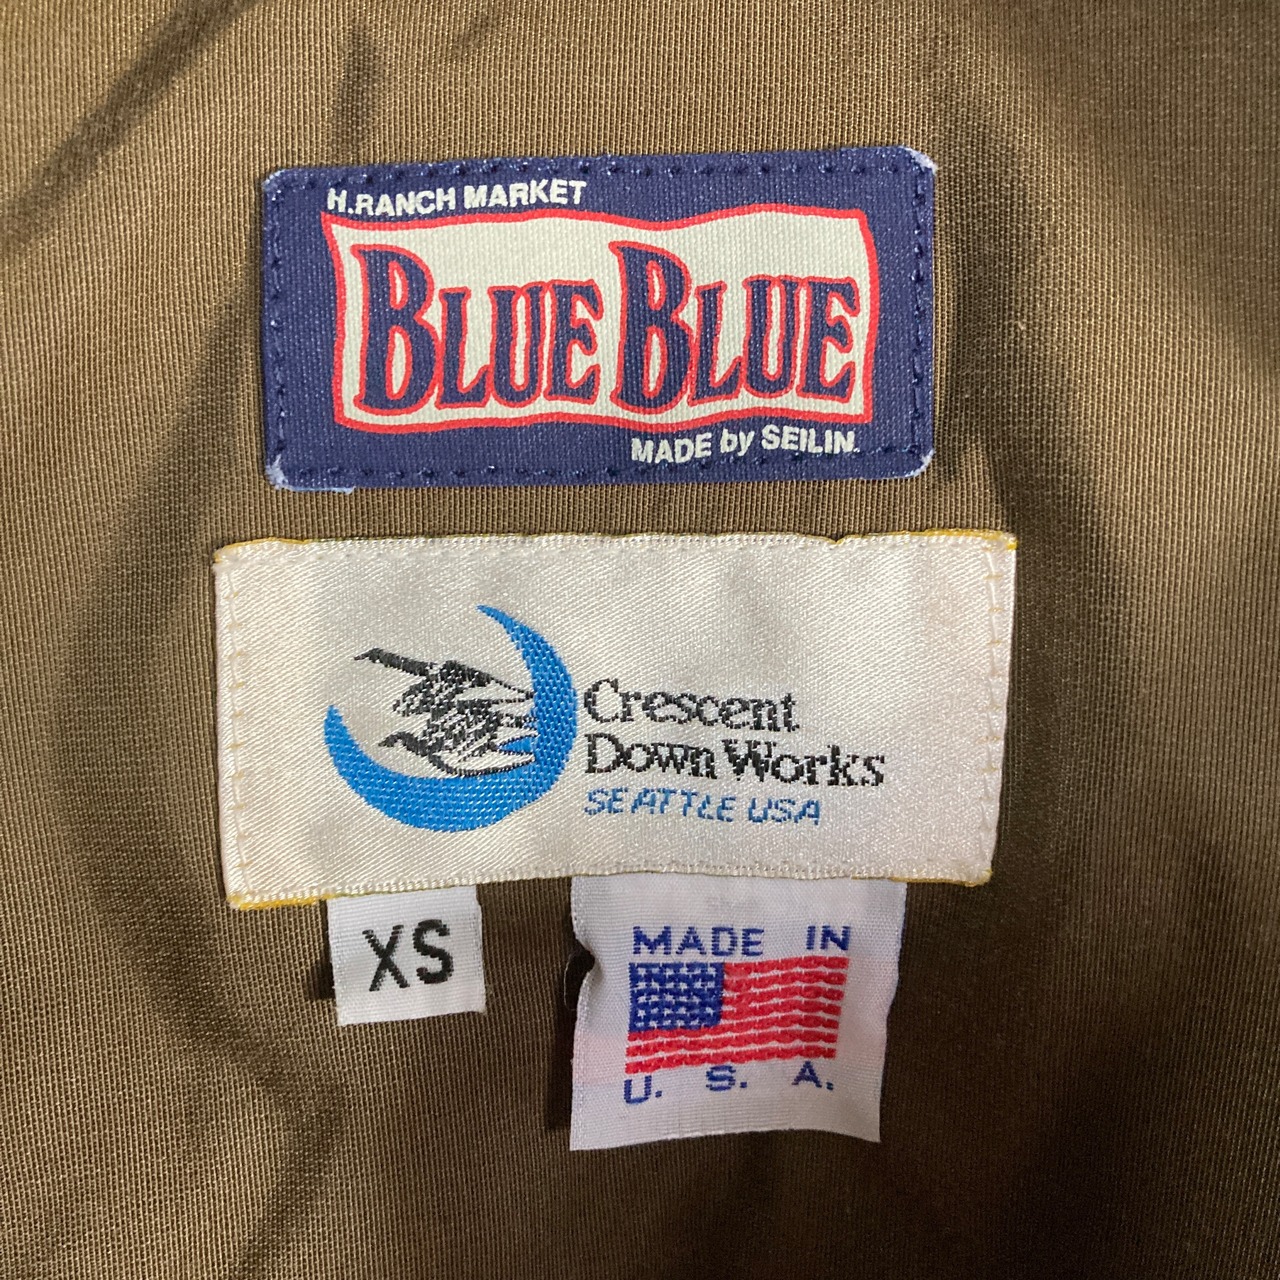 H.RANCH MARKET
BLUE BLUE
MADE by SEILIN.
Crescent
Down Works
SEATTLE USA
XS
MADE IN
U. S. A.